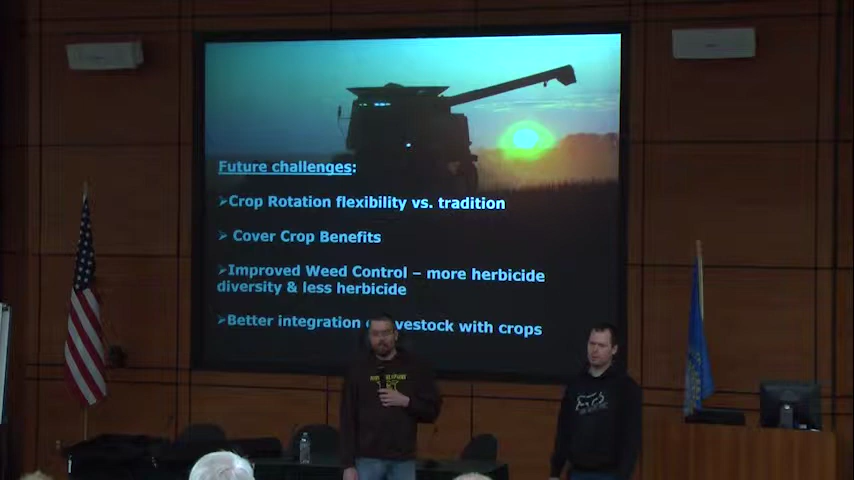 Future challenges:
➢Crop Rotation flexibility vs. tradition
➢ Cover Crop Benefits
➢Improved Weed Control – more herbicide
diversity & less herbicide
➢Better integration vestock with crops